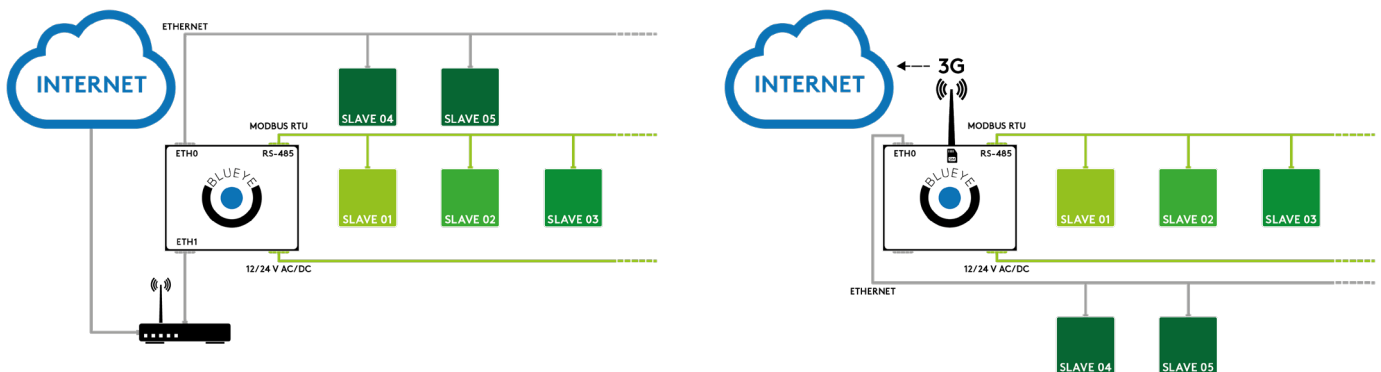 ETHERNET
INTERNET
SLAVE 04
SLAVE 05
MODBUS RTU
ETH0
RS-485
BLUEYE
SLAVE 01
SLAVE 02
SLAVE 03
ETH1
12/24 V AC/DC
INTERNET
3G
MODBUS RTU
ETH0
RS-485
BLUEYE
SLAVE 01
SLAVE 02
SLAVE 03
12/24 V AC/DC
ETHERNET
SLAVE 04
SLAVE 05